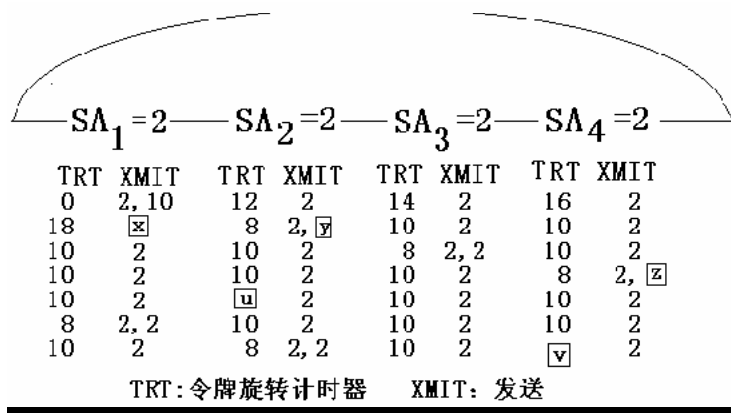 SA₁=2 SA₂=2 SA₃=2 SA₄=2
TRT XMIT TRT XMIT TRT XMIT TRT XMIT
0 2,10 12 2 14 2 16 2
18 x 8 2,y 10 2 10 2
10 2 10 2 8 2,2 10 2
10 2 10 2 10 2 8 2,z
10 2 u 2 10 2 10 2
8 2,2 10 2 10 2 10 2
10 2 8 2,2 10 2 v 2
TRT:令牌旋转计时器 XMIT：发送